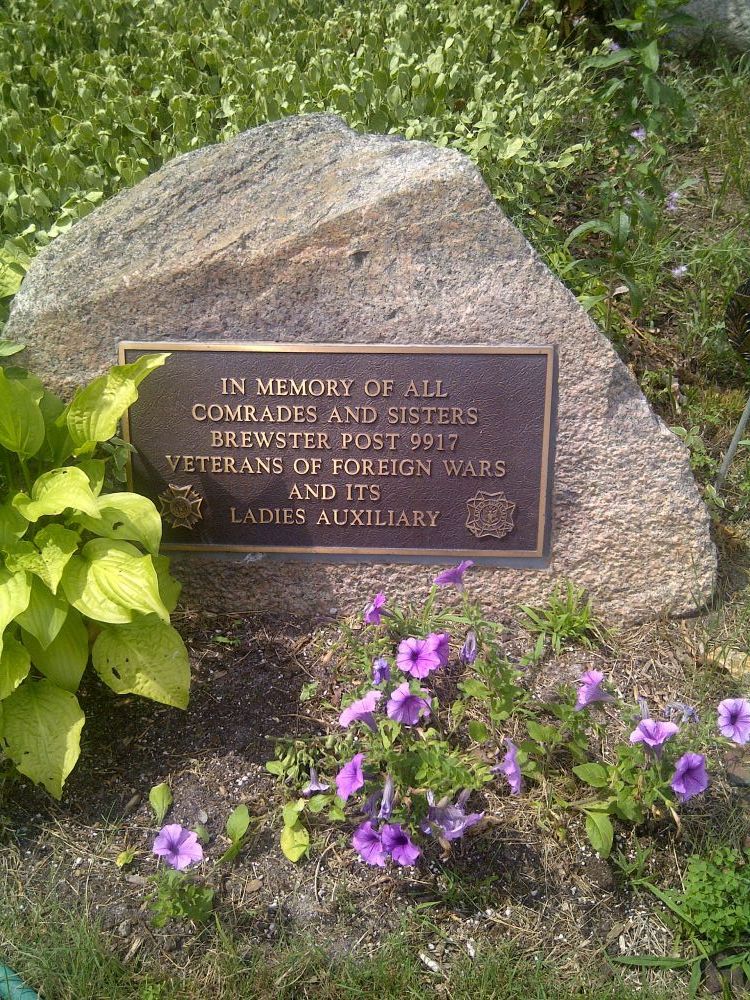 IN MEMORY OF ALL
COMRADES AND SISTERS
BREWSTER POST 9917
VETERANS OF FOREIGN WARS
AND ITS
LADIES AUXILIARY